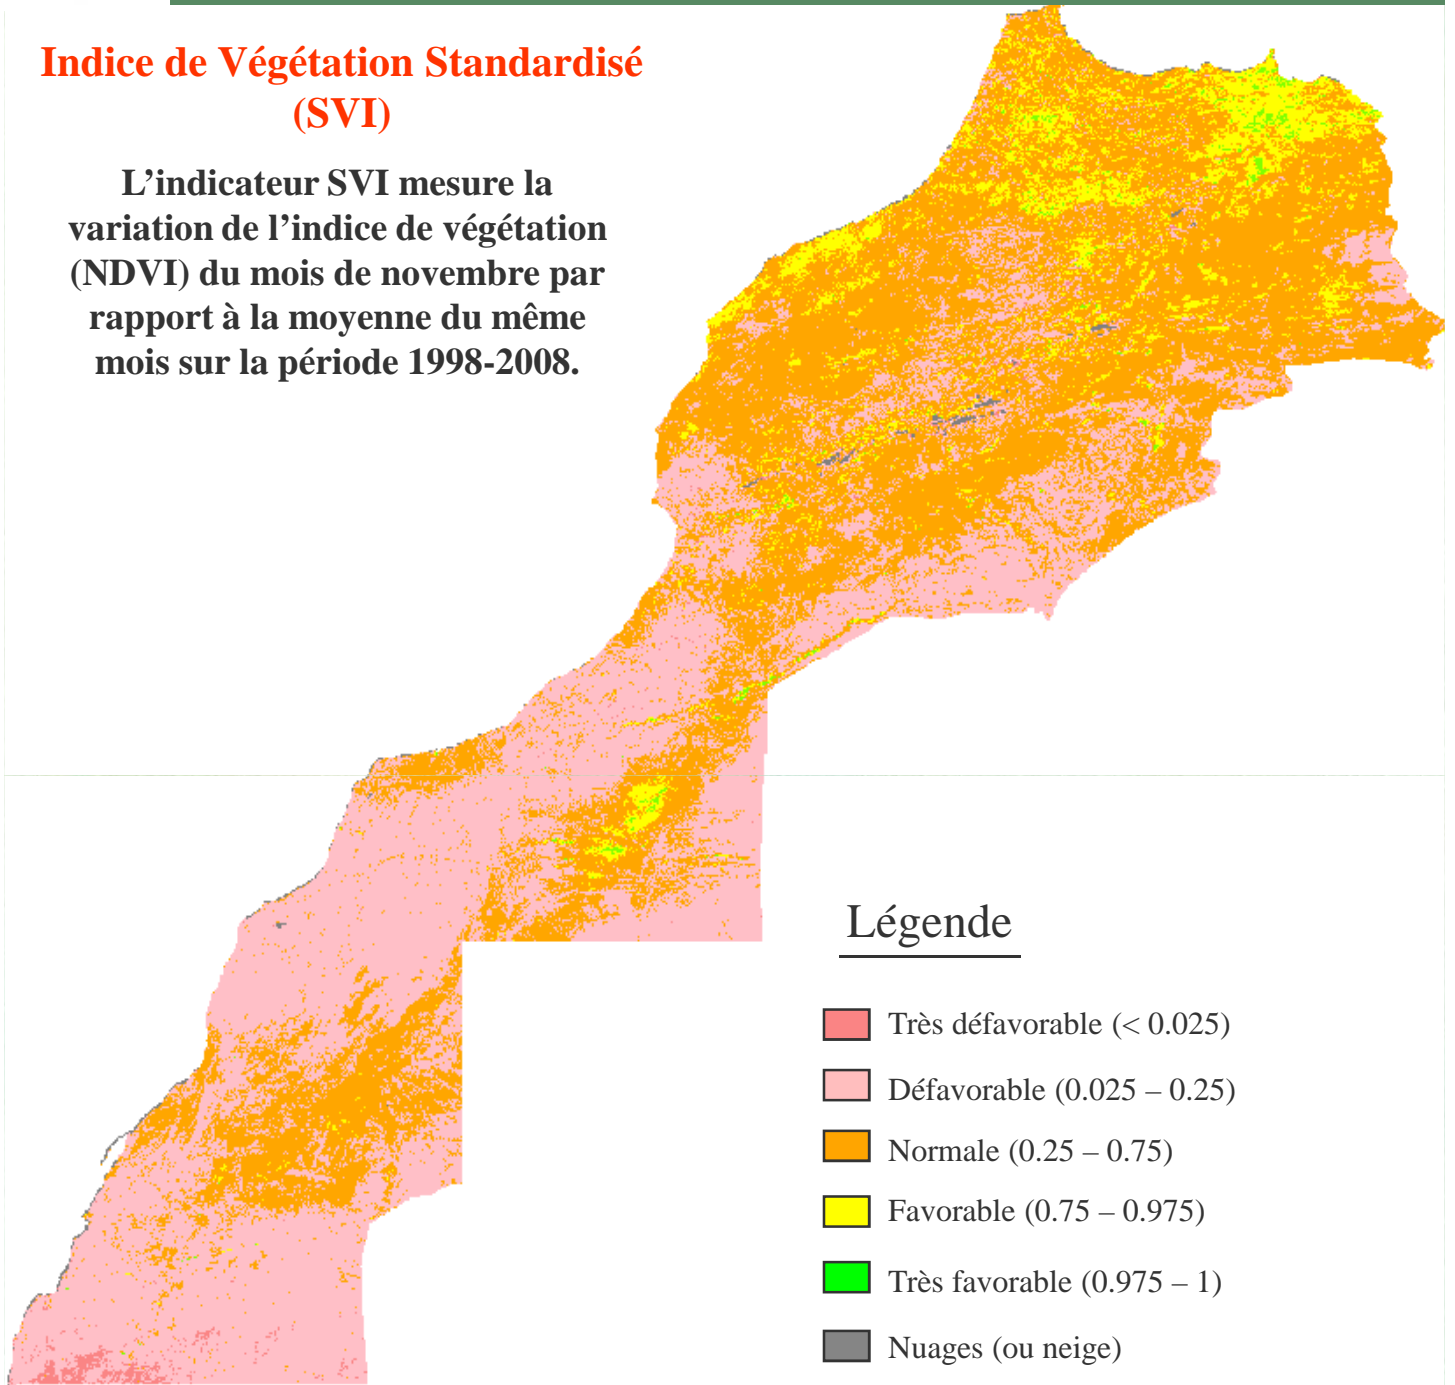 Indice de Végétation Standardisé
(SVI)
L’indicateur SVI mesure la
variation de l’indice de végétation
(NDVI) du mois de novembre par
rapport à la moyenne du même
mois sur la période 1998-2008.
Légende
Très défavorable (< 0.025)
Défavorable (0.025 – 0.25)
Normale (0.25 – 0.75)
Favorable (0.75 – 0.975)
Très favorable (0.975 – 1)
Nuages (ou neige)